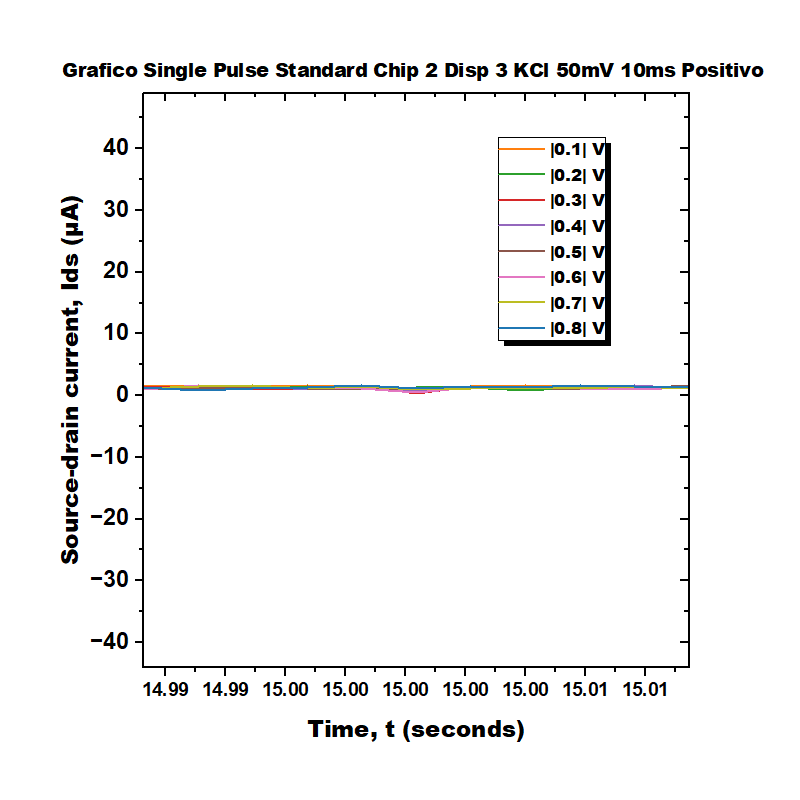 Grafico Single Pulse Standard Chip 2 Disp 3 KCl 50mV 10ms Positivo
|0.1| V
|0.2| V
|0.3| V
|0.4| V
|0.5| V
|0.6| V
|0.7| V
|0.8| V
Source-drain current, Ids (µA)
40
30
20
10
0
−10
−20
−30
−40
14.99 14.99 15.00 15.00 15.00 15.00 15.00 15.01 15.01
Time, t (seconds)